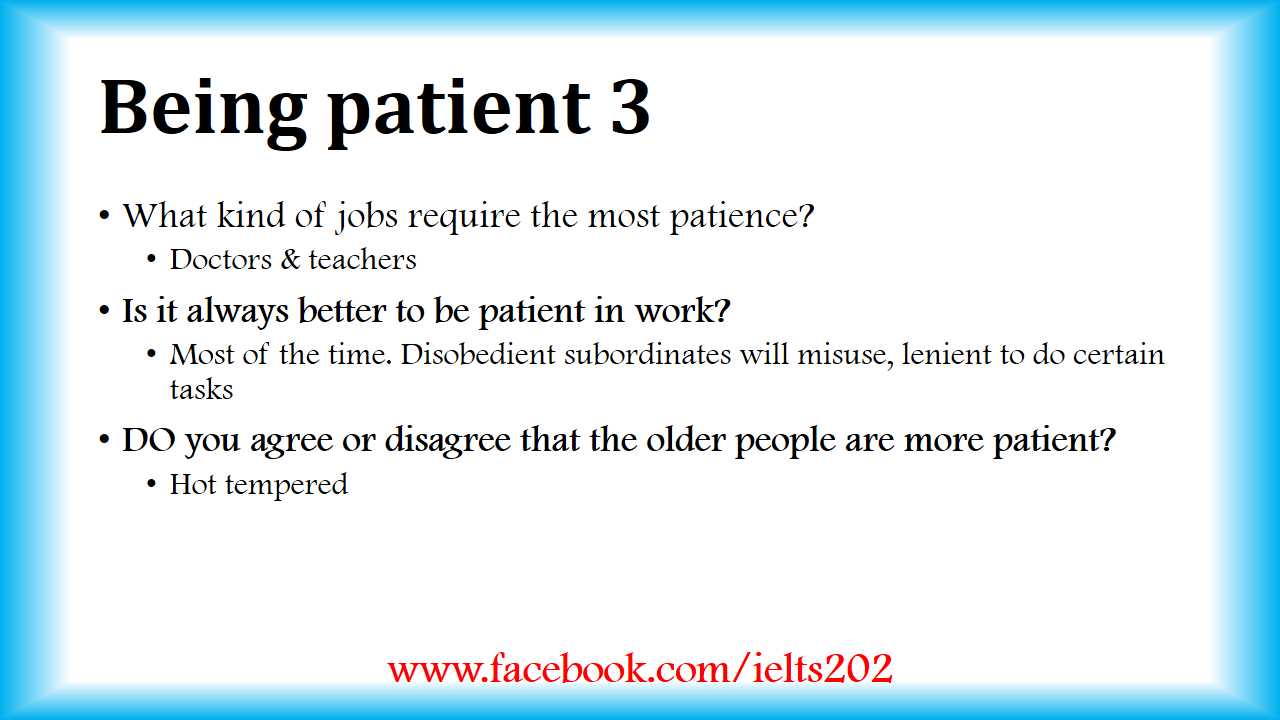 Being patient 3
• What kind of jobs require the most patience?
• Doctors & teachers
• Is it always better to be patient in work?
• Most of the time. Disobedient subordinates will misuse, lenient to do certain
tasks
• DO you agree or disagree that the older people are more patient?
• Hot tempered
www.facebook.com/ielts202